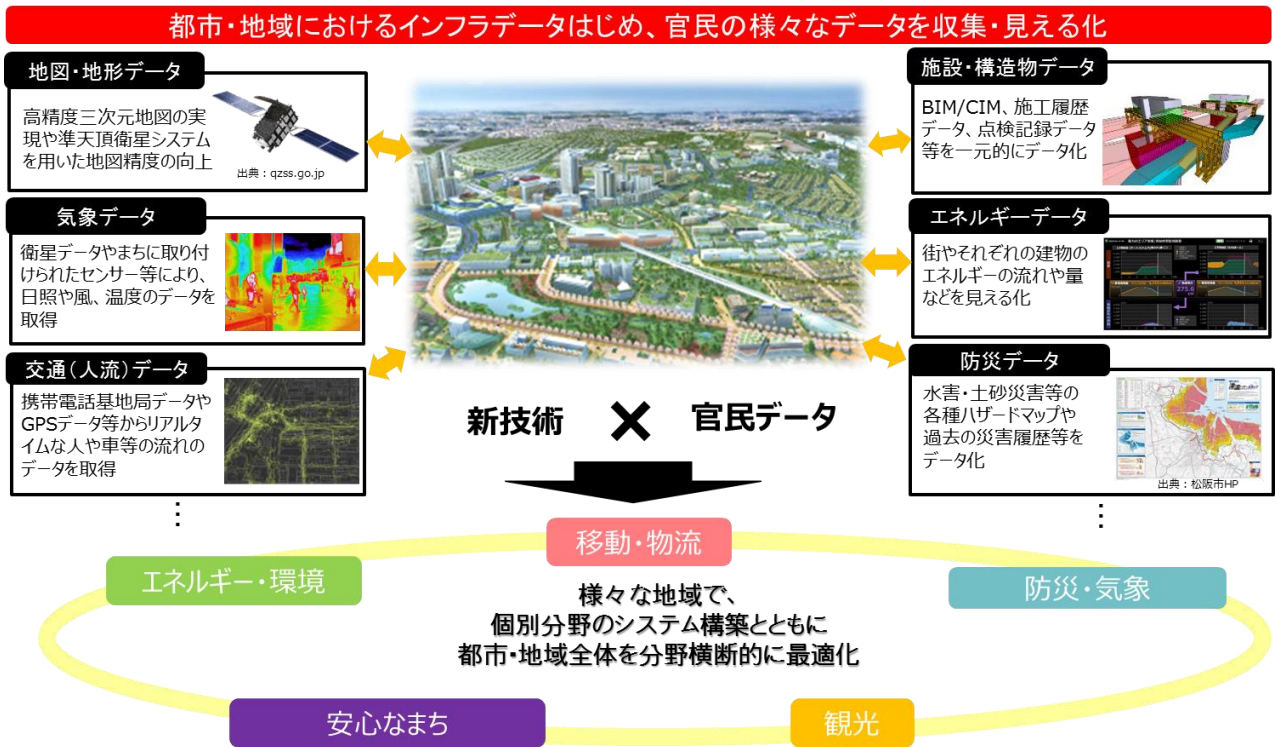 都市・地域におけるインフラデータはじめ、官民の様々なデータを収集・見える化
地図・地形データ
高精度三次元地図の実
現や準天頂衛星システム
を用いた地図精度の向上
出典：qzss.go.jp
気象データ
衛星データやまちに取り付
けられたセンサー等により、
日照や風、温度のデータを
取得
交通（人流）データ
携帯電話基地局データや
GPSデータ等からリアルタ
イムな人や車等の流れの
データを取得
⋮
施設・構造物データ
BIM/CIM、施工履歴
データ、点検記録データ
等を一元的にデータ化
エネルギーデータ
街やそれぞれの建物の
エネルギーの流れや量
などを見える化
275.6
防災データ
水害・土砂災害等の
各種ハザードマップや
過去の災害履歴等を
データ化
出典：松阪市HP
⋮
新技術 × 官民データ
移動・物流
エネルギー・環境
防災・気象
様々な地域で、
個別分野のシステム構築とともに
都市・地域全体を分野横断的に最適化
安心なまち
観光